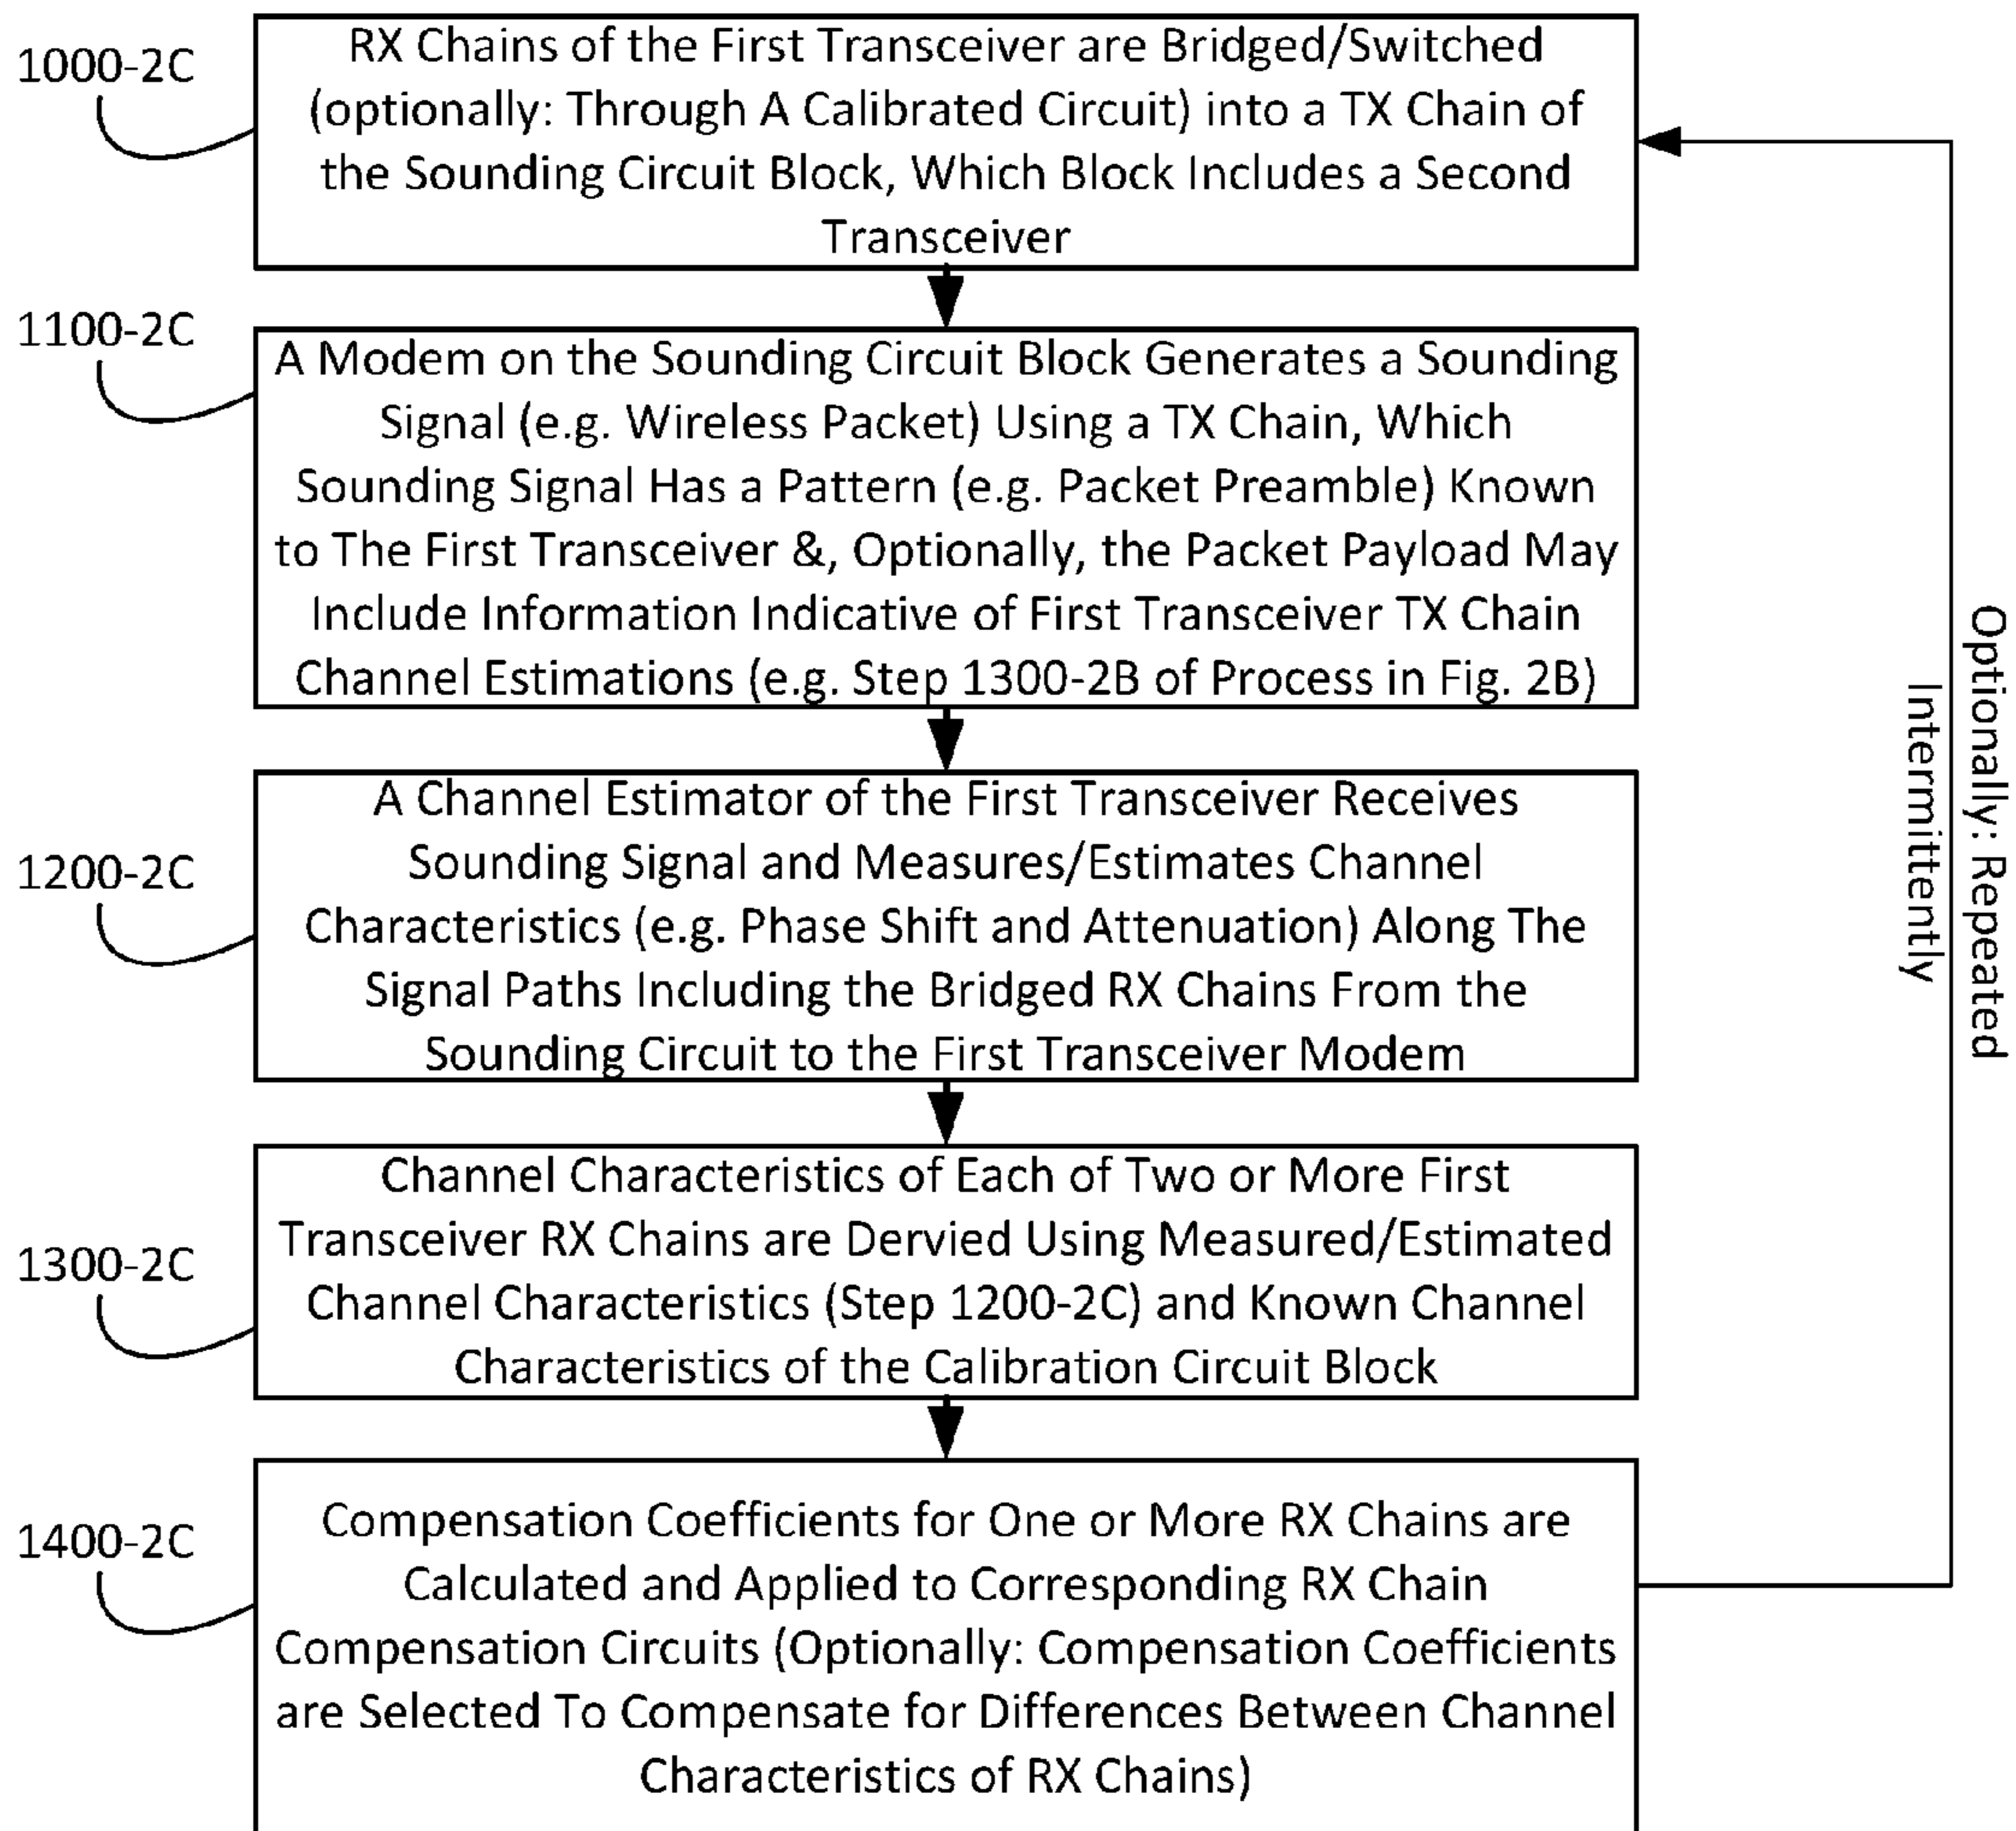 1000-2C
RX Chains of the First Transceiver are Bridged/Switched
(optionally: Through A Calibrated Circuit) into a TX Chain of
the Sounding Circuit Block, Which Block Includes a Second
Transceiver
1100-2C
A Modem on the Sounding Circuit Block Generates a Sounding
Signal (e.g. Wireless Packet) Using a TX Chain, Which
Sounding Signal Has a Pattern (e.g. Packet Preamble) Known
to The First Transceiver &, Optionally, the Packet Payload May
Include Information Indicative of First Transceiver TX Chain
Channel Estimations (e.g. Step 1300-2B of Process in Fig. 2B)
1200-2C
A Channel Estimator of the First Transceiver Receives
Sounding Signal and Measures/Estimates Channel
Characteristics (e.g. Phase Shift and Attenuation) Along The
Signal Paths Including the Bridged RX Chains From the
Sounding Circuit to the First Transceiver Modem
1300-2C
Channel Characteristics of Each of Two or More First
Transceiver RX Chains are Dervied Using Measured/Estimated
Channel Characteristics (Step 1200-2C) and Known Channel
Characteristics of the Calibration Circuit Block
1400-2C
Compensation Coefficients for One or More RX Chains are
Calculated and Applied to Corresponding RX Chain
Compensation Circuits (Optionally: Compensation Coefficients
are Selected To Compensate for Differences Between Channel
Characteristics of RX Chains)
Optionally: Repeated
Intermittently